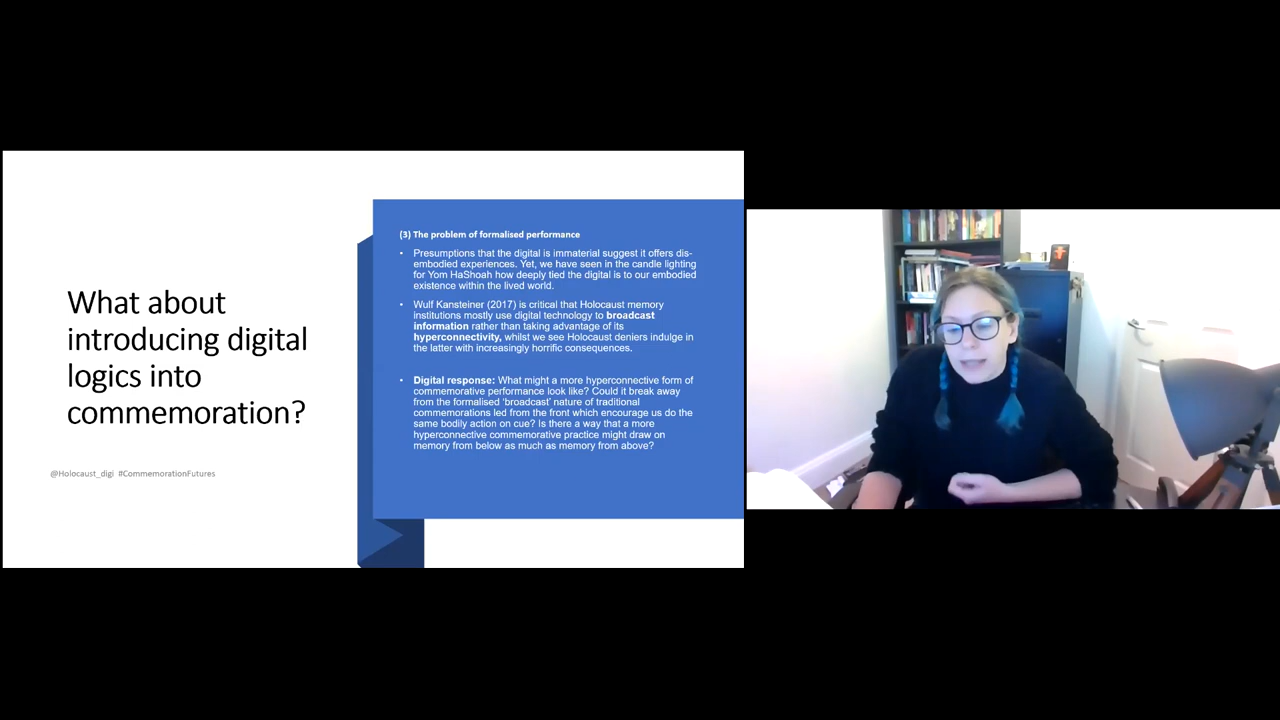 What about
introducing digital
logics into
commemoration?
@Holocaust_digi #CommemorationFutures
(3) The problem of formalised performance
• Presumptions that the digital is immaterial suggest it offers dis-
embodied experiences. Yet, we have seen in the candle lighting
for Yom HaShoah how deeply tied the digital is to our embodied
existence within the lived world.
• Wulf Kansteiner (2017) is critical that Holocaust memory
institutions mostly use digital technology to broadcast
information rather than taking advantage of its
hyperconnectivity, whilst we see Holocaust deniers indulge in
the latter with increasingly horrific consequences.
• Digital response: What might a more hyperconnective form of
commemorative performance look like? Could it break away
from the formalised 'broadcast' nature of traditional
commemorations led from the front which encourage us do the
same bodily action on cue? Is there a way that a more
hyperconnective commemorative practice might draw on
memory from below as much as memory from above?